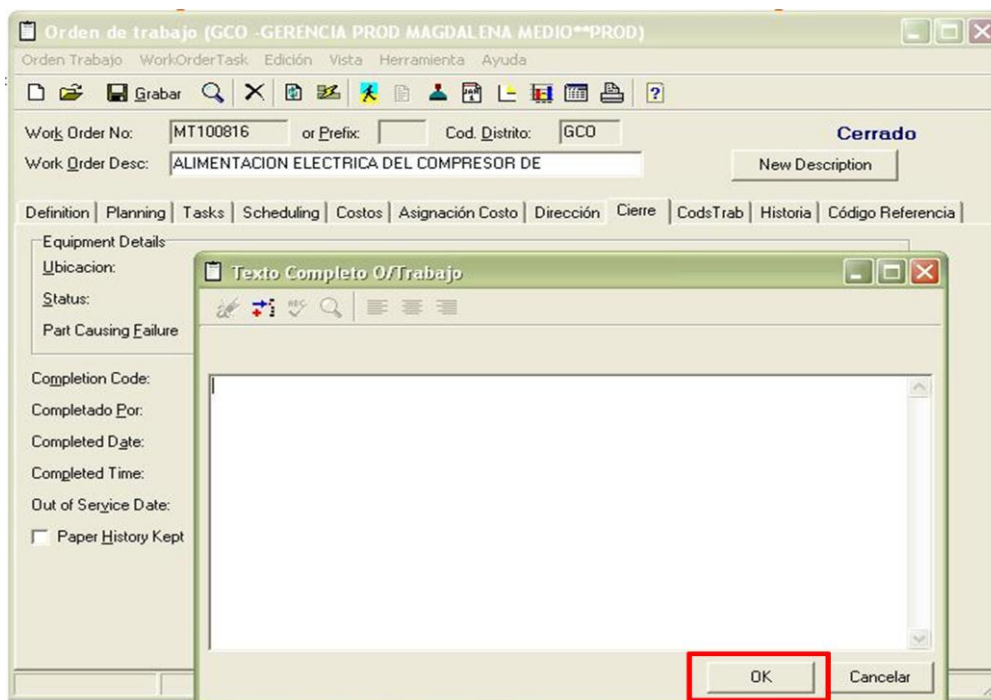 Orden de trabajo (GCO -GERENCIA PROD MAGDALENA MEDIO**PROD)
Orden Trabajo WorkOrderTask Edición Vista Herramienta Ayuda
Grabar
Work Order No: MT100816 or Prefix: Cod. Distrito: GCO Cerrado
Work Order Desc: ALIMENTACION ELECTRICA DEL COMPRESOR DE New Description
Definition Planning Tasks Scheduling Costos Asignación Costo Dirección Cierre CodsTrab Historia Código Referencia
Equipment Details
Ubicacion:
Status:
Part Causing Failure
Completion Code:
Completado Por:
Completed Date:
Completed Time:
Out of Service Date:
Paper History Kept
Texto Completo O/Trabajo
OK Cancelar